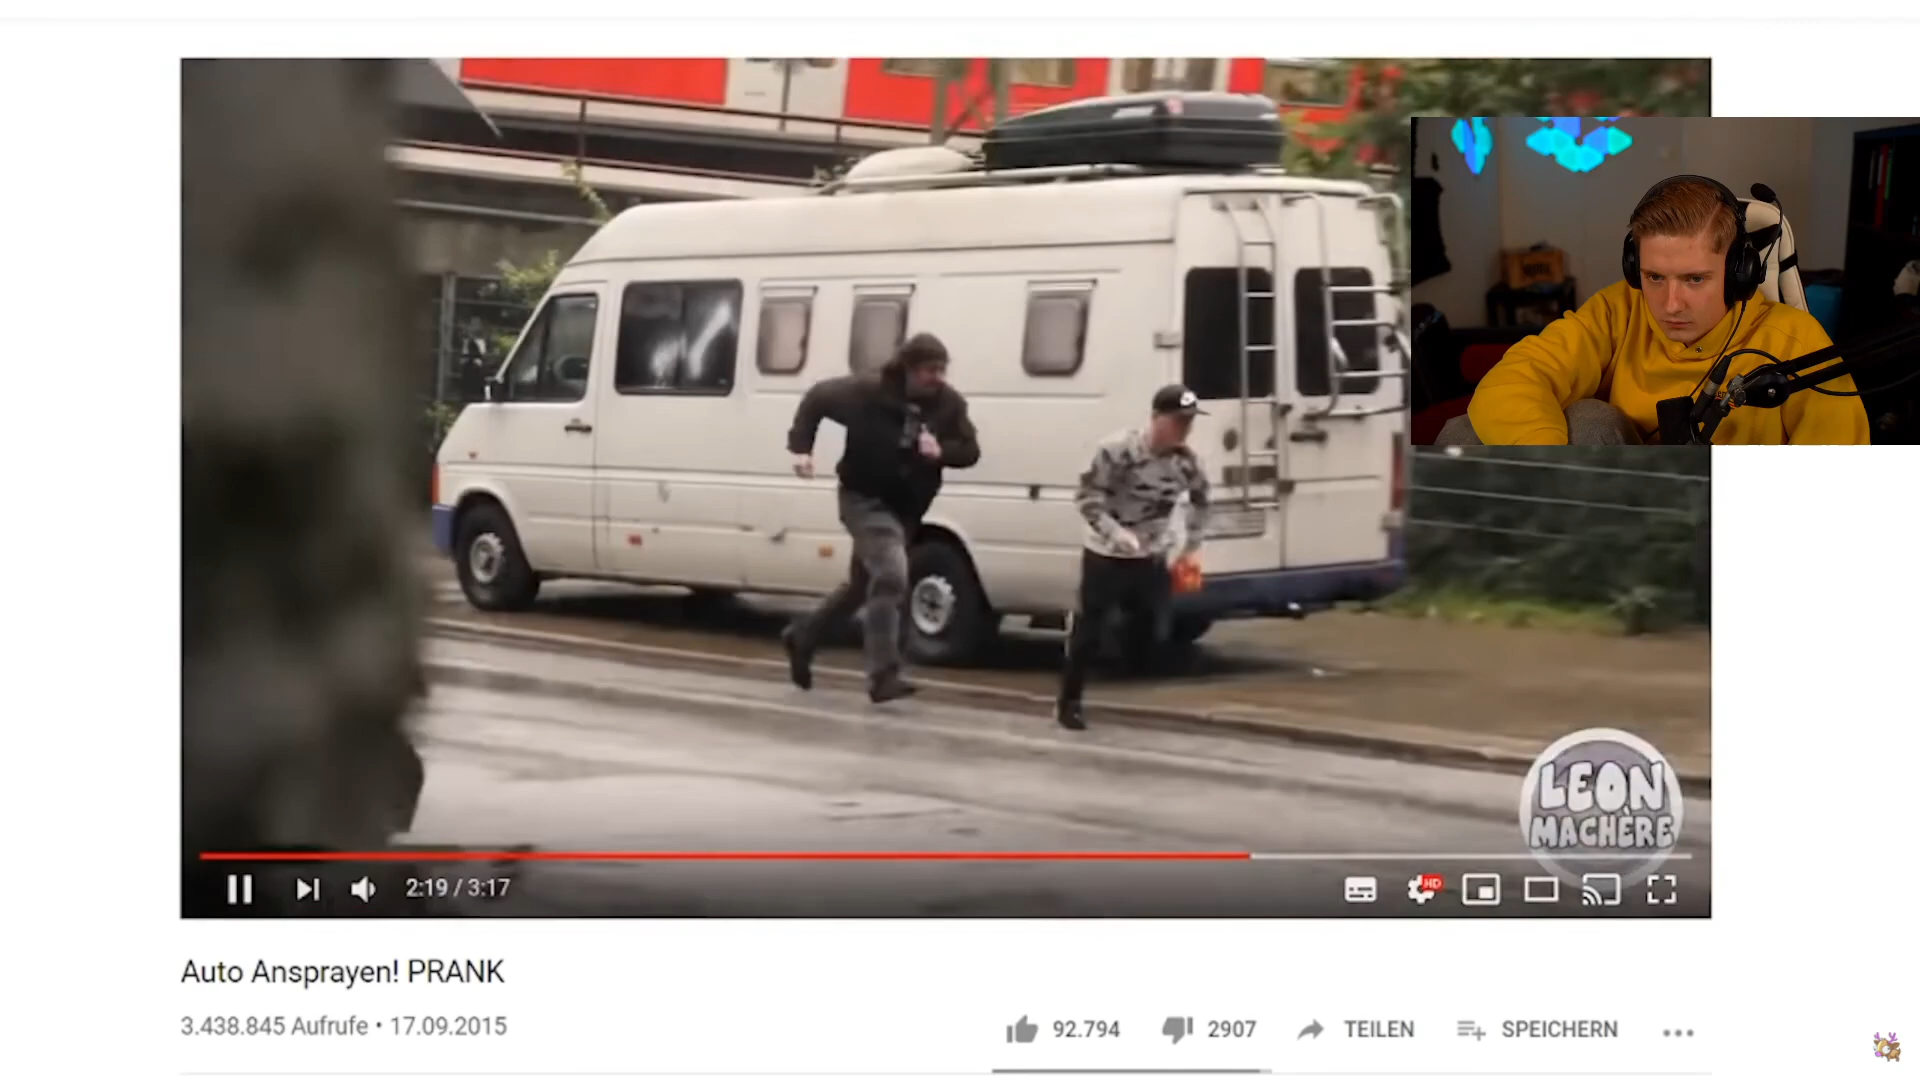 LEON
MACHÈRE
2:19 / 3:17
HD
Auto Ansprayen! PRANK
3.438.845 Aufrufe • 17.09.2015
92.794
2907
TEILEN
SPEICHERN